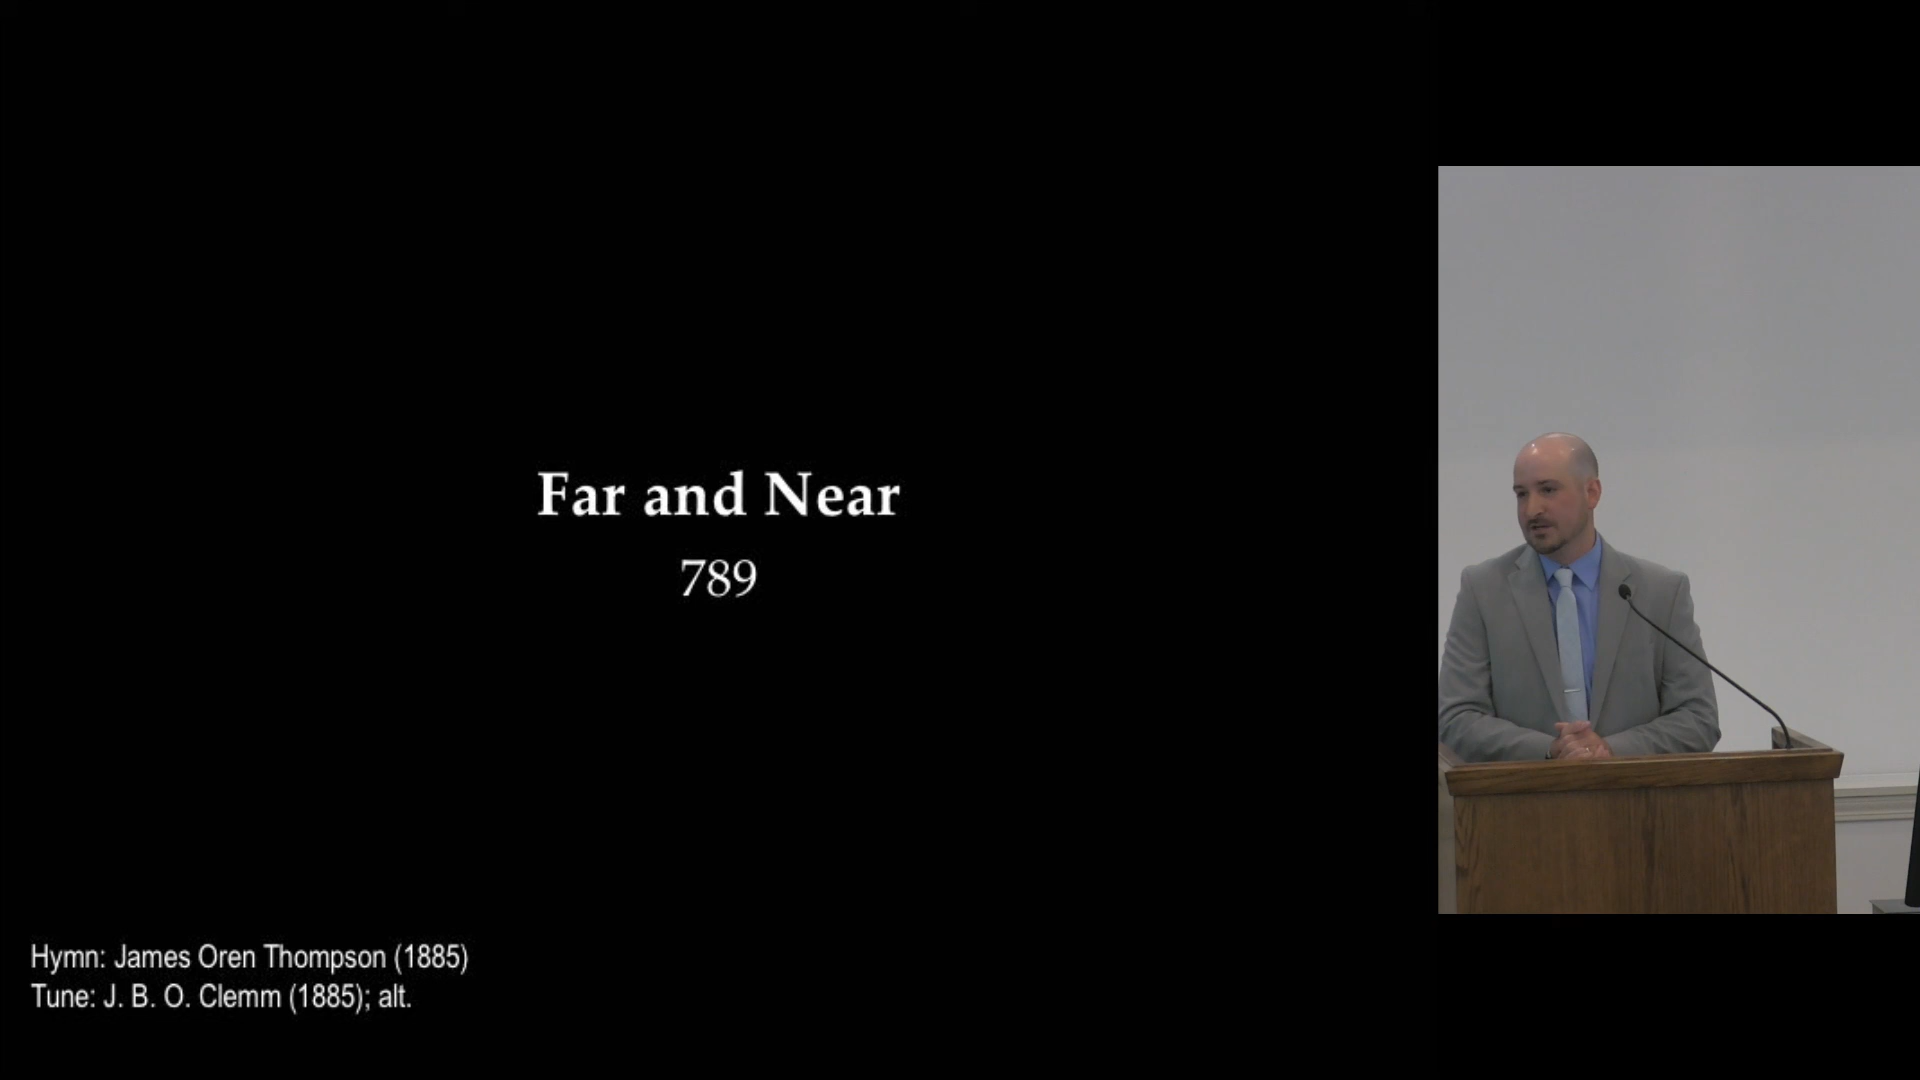 Far and Near
789
Hymn: James Oren Thompson (1885)
Tune: J. B. O. Clemm (1885); alt.